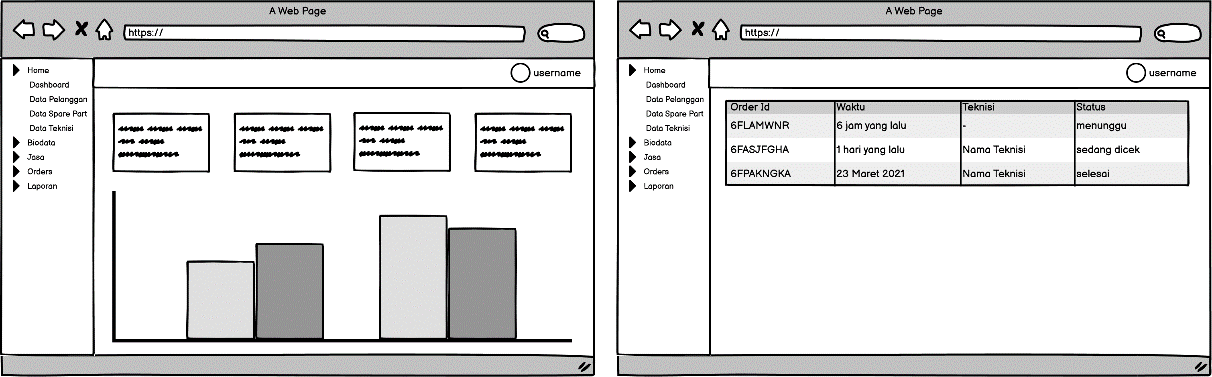 A Web Page
https://
username
Home
Dashboard
Data Pelanggan
Data Spare Part
Data Teknisi
Biodata
Jasa
Orders
Laporan
A Web Page
https://
username
Home
Dashboard
Data Pelanggan
Data Spare Part
Data Teknisi
Biodata
Jasa
Orders
Laporan
Order Id Waktu Teknisi Status
6FLAMWNR 6 jam yang lalu - menunggu
6FASJFGHA 1 hari yang lalu Nama Teknisi sedang dicek
6FPAKNGKA 23 Maret 2021 Nama Teknisi selesai